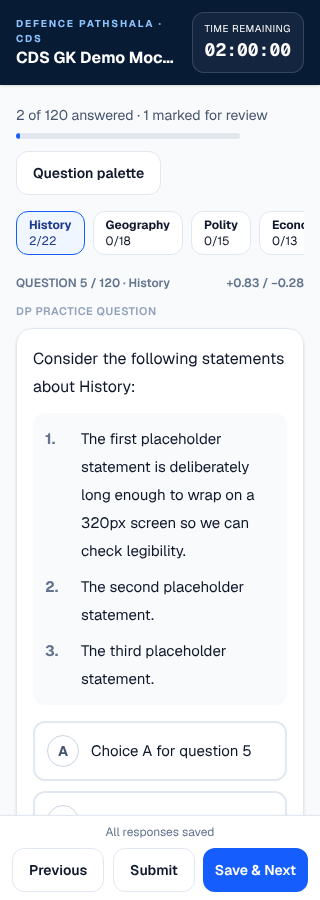 DEFENCE PATHSHALA ·
CDS
CDS GK Demo Moc...
TIME REMAINING
02:00:00
2 of 120 answered · 1 marked for review
Question palette
History
2/22
Geography
0/18
Polity
0/15
0/13
QUESTION 5 / 120 · History
+0.83 / −0.28
DP PRACTICE QUESTION
Consider the following statements
about History:
1. The first placeholder
statement is deliberately
long enough to wrap on a
320px screen so we can
check legibility.
2. The second placeholder
statement.
3. The third placeholder
statement.
A Choice A for question 5
All responses saved
Previous
Submit
Save & Next